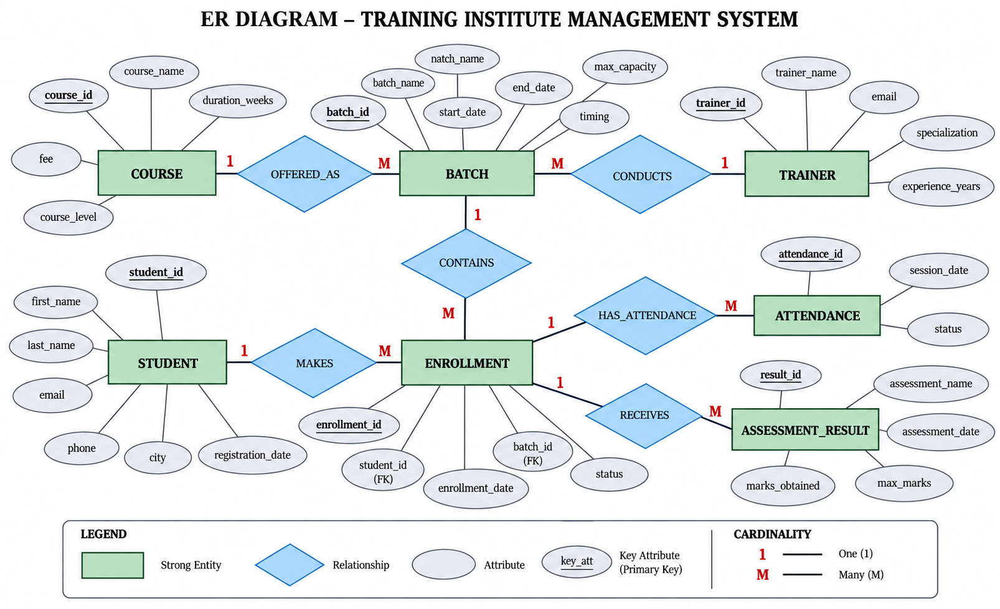 ER DIAGRAM – TRAINING INSTITUTE MANAGEMENT SYSTEM
course_id
course_name
duration_weeks
fee
course_level
COURSE
1
OFFERED_AS
M
batch_id
batch_name
natch_name
start_date
end_date
max_capacity
timing
BATCH
M
CONDUCTS
1
trainer_id
trainer_name
email
specialization
experience_years
TRAINER
1
CONTAINS
M
student_id
first_name
last_name
email
phone
city
registration_date
STUDENT
1
MAKES
M
ENROLLMENT
enrollment_id
student_id
(FK)
enrollment_date
batch_id
(FK)
status
1
HAS_ATTENDANCE
M
attendance_id
session_date
status
ATTENDANCE
1
RECEIVES
M
result_id
assessment_name
assessment_date
ASSESSMENT_RESULT
marks_obtained
max_marks
LEGEND
Strong Entity
Relationship
Attribute
key_att
Key Attribute
(Primary Key)
CARDINALITY
1
One (1)
M
Many (M)